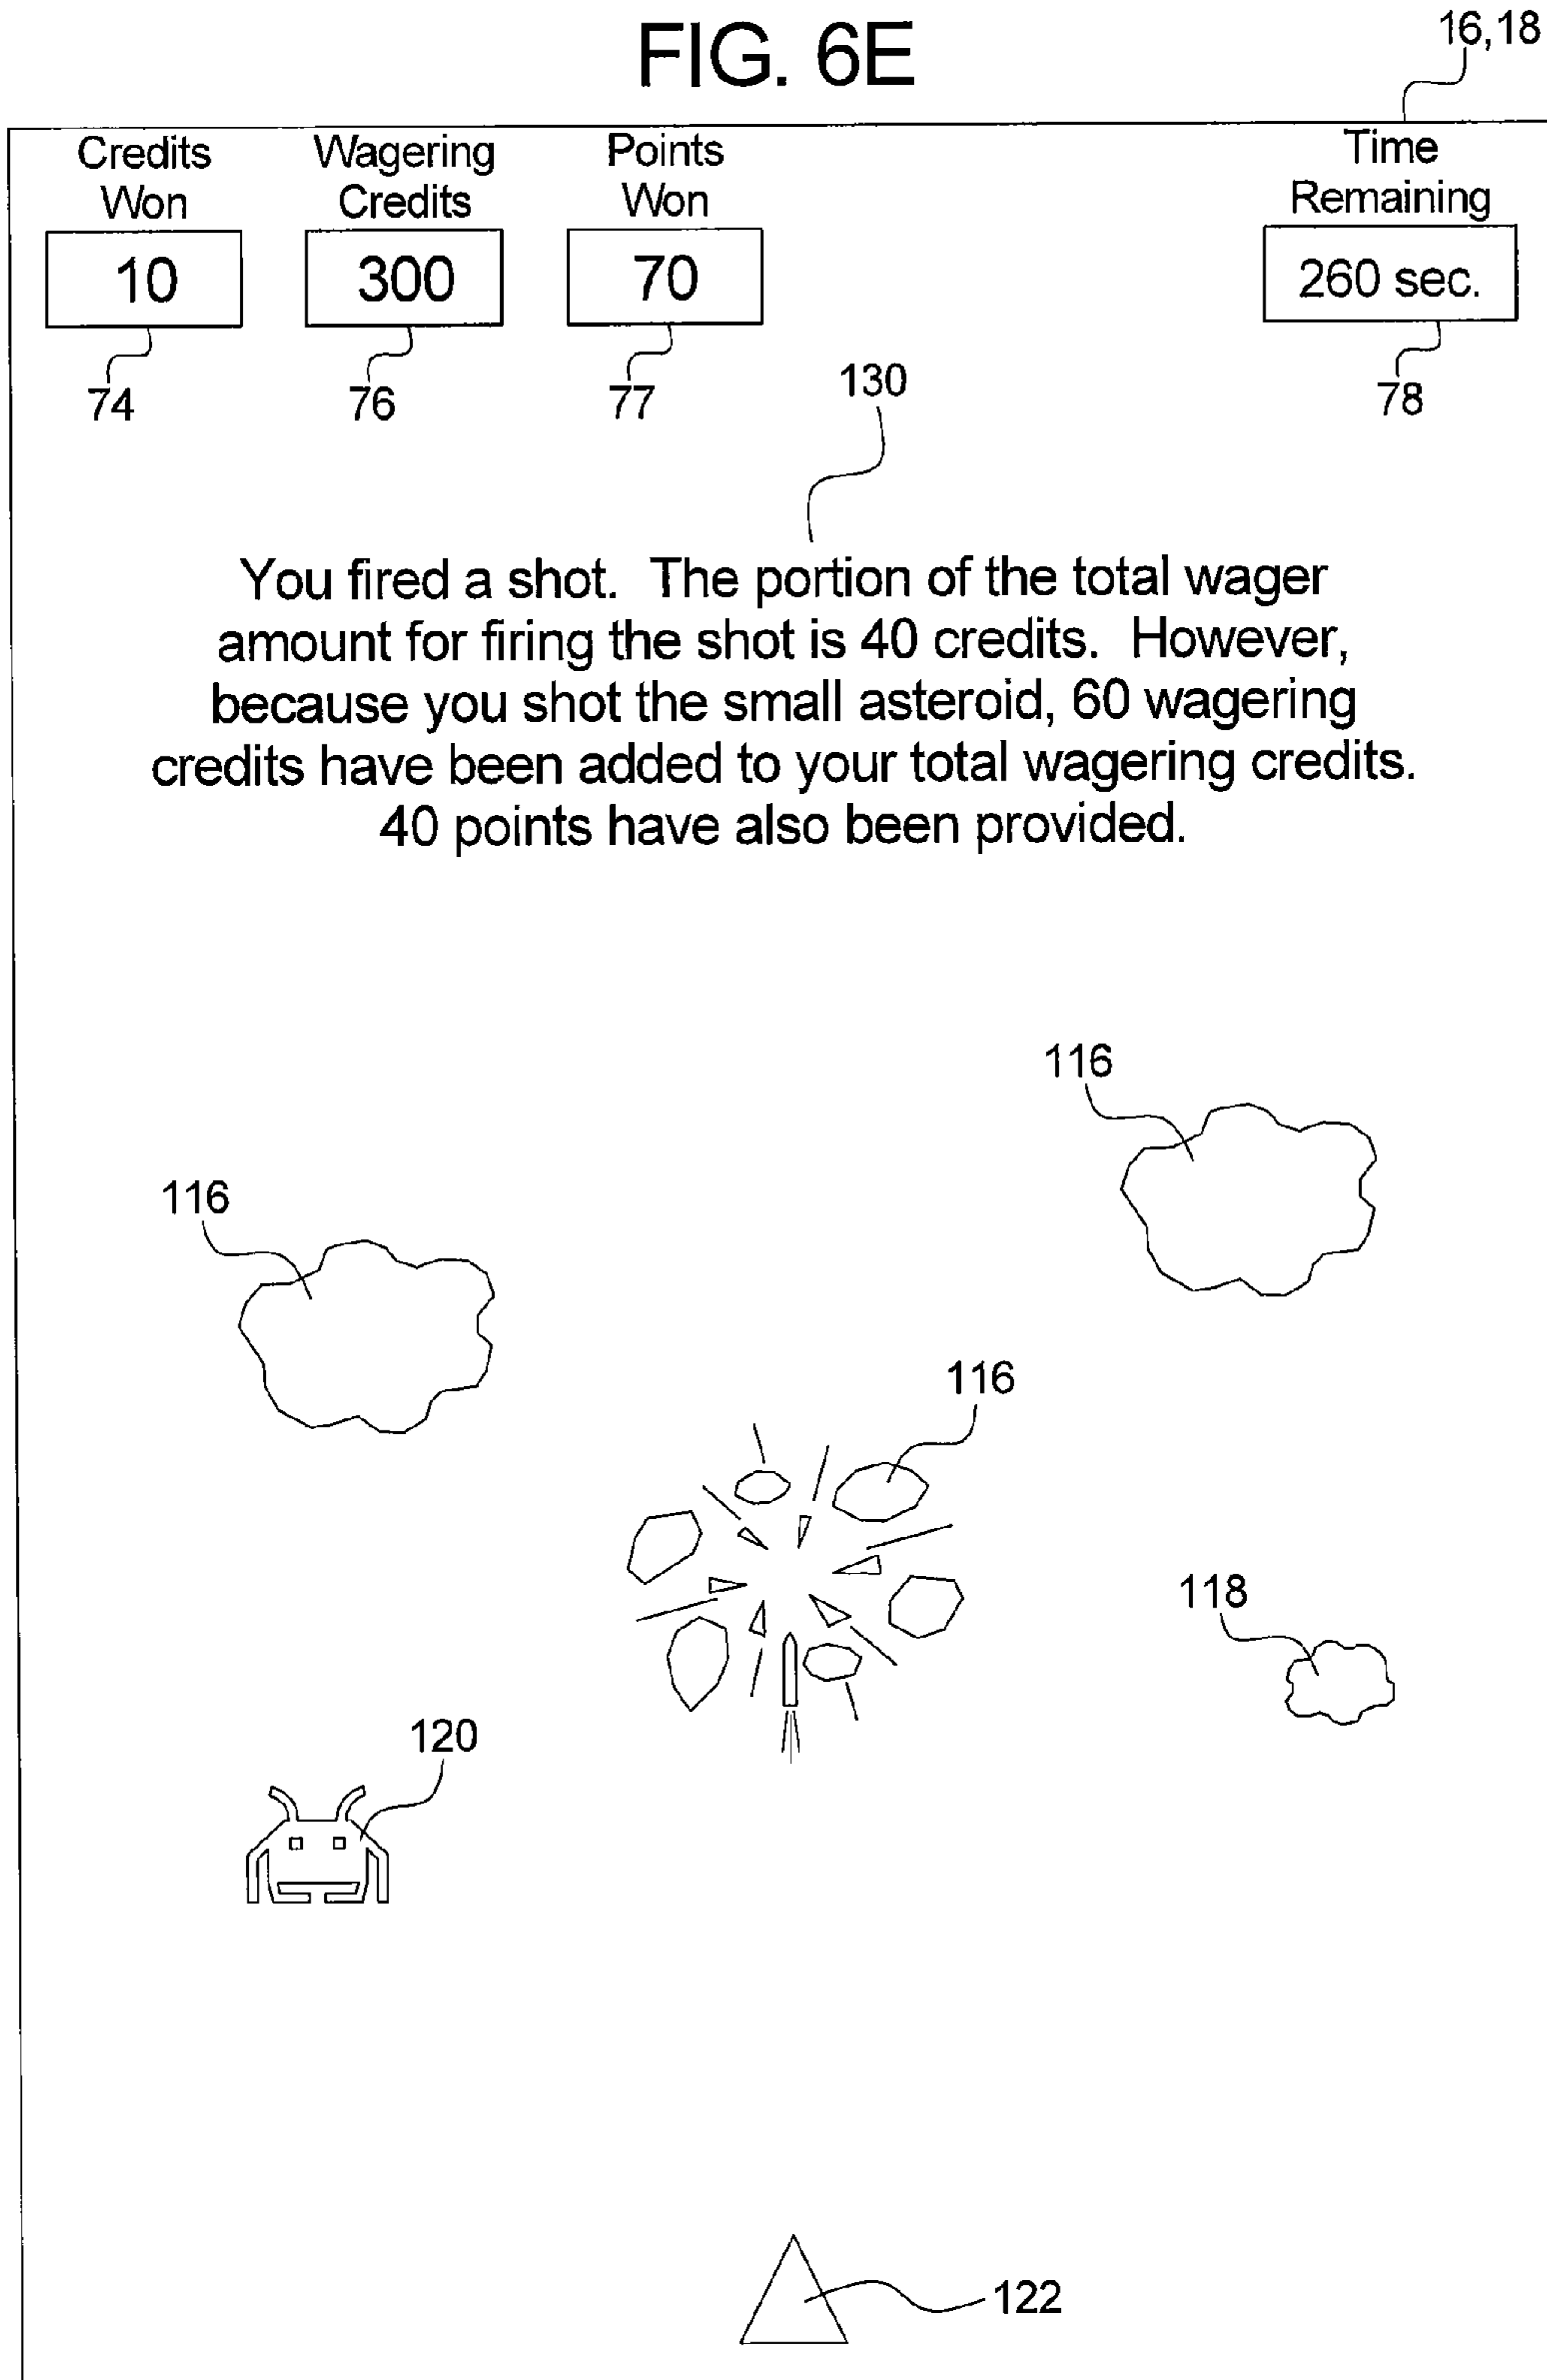 FIG. 6E
16,18
Credits Won
Wagering Credits
Points Won
Time Remaining
10
300
70
260 sec.
74
76
77
78
130
You fired a shot. The portion of the total wager
amount for firing the shot is 40 credits. However,
because you shot the small asteroid, 60 wagering
credits have been added to your total wagering credits.
40 points have also been provided.
116
116
116
118
120
122